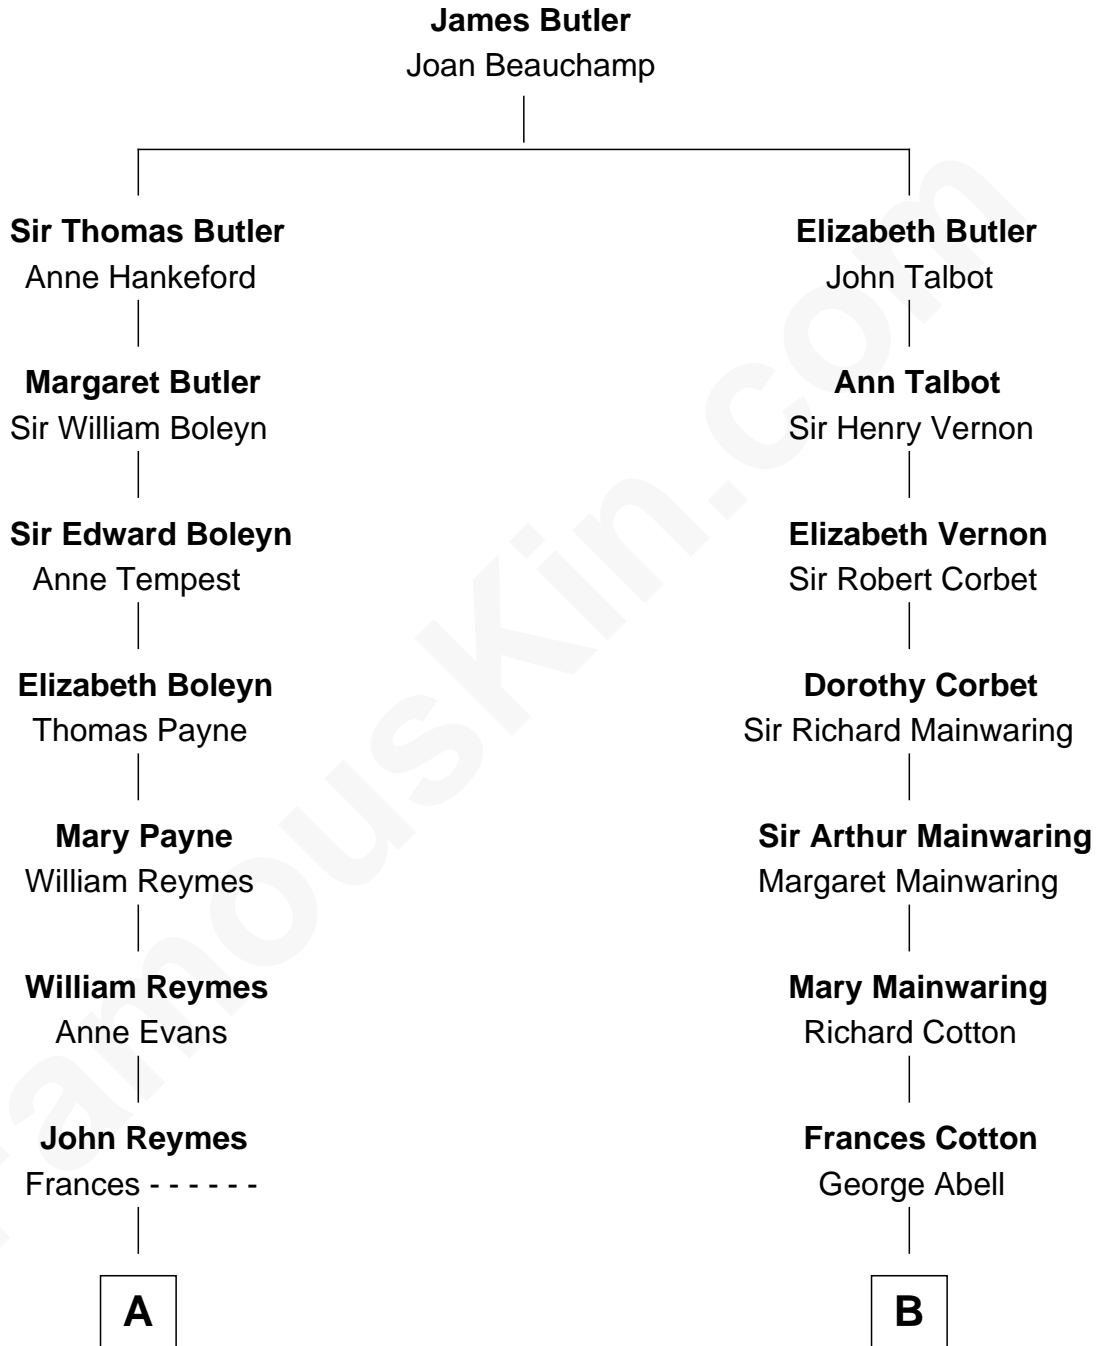 James Butler
Joan Beauchamp
Sir Thomas Butler
Anne Hankeford
Elizabeth Butler
John Talbot
Margaret Butler
Sir William Boleyn
Ann Talbot
Sir Henry Vernon
Sir Edward Boleyn
Anne Tempest
Elizabeth Vernon
Sir Robert Corbet
Elizabeth Boleyn
Thomas Payne
Dorothy Corbet
Sir Richard Mainwaring
Mary Payne
William Reymes
Sir Arthur Mainwaring
Margaret Mainwaring
William Reymes
Anne Evans
Mary Mainwaring
Richard Cotton
John Reymes
Frances - - - - - -
Frances Cotton
George Abell
A
B
FamousKin.com